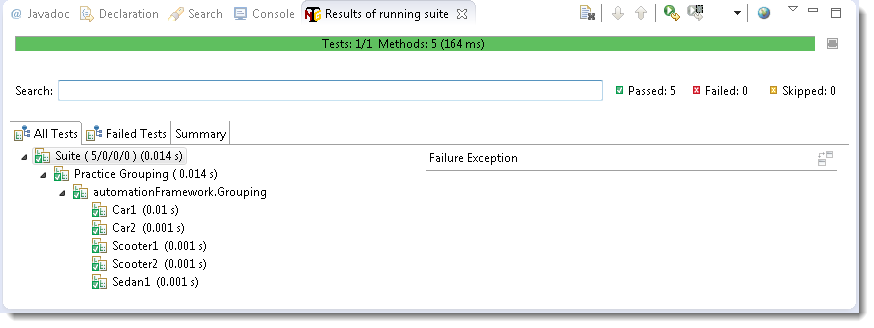 @ Javadoc Declaration Search Console Results of running suite
Tests: 1/1 Methods: 5 (164 ms)
Search: Passed: 5 Failed: 0 Skipped: 0
All Tests Failed Tests Summary
Suite ( 5/0/0/0 ) (0.014 s) Failure Exception
Practice Grouping ( 0.014 s)
automationFramework.Grouping
Car1 (0.01 s)
Car2 (0.001 s)
Scooter1 (0.001 s)
Scooter2 (0.001 s)
Sedan1 (0.001 s)